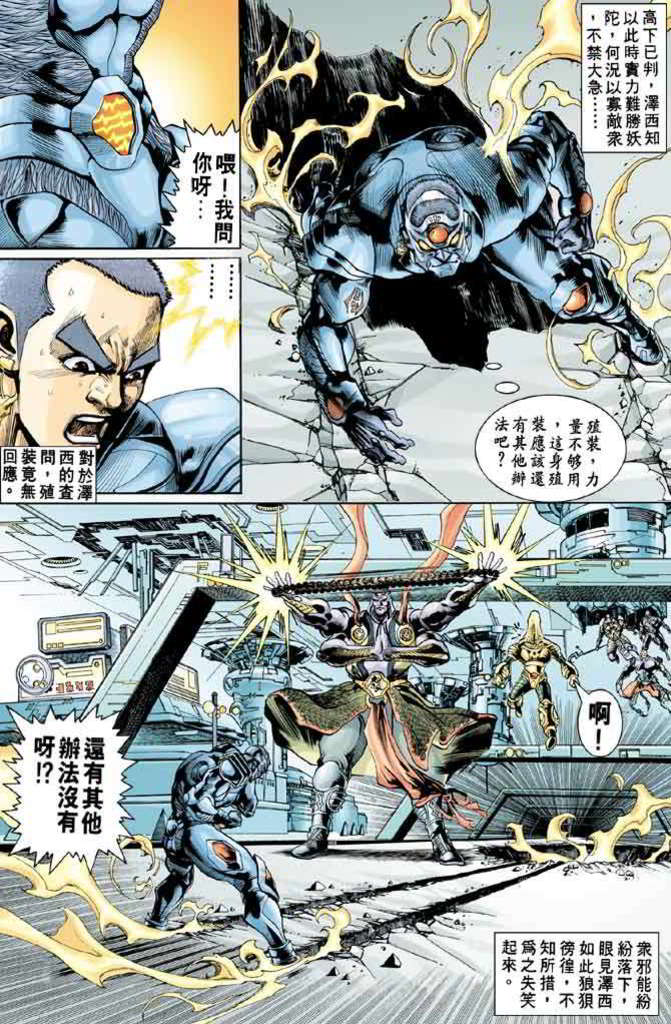 高下已判，澤西知
以此時實力難勝妖
陀，何況以寡敵衆
，不禁大急……
喂！我問
你呀…
……
……
對於澤
西的查
問，殖
裝竟無
回應。
殖裝，力
量不夠用
，這身殖
裝應該還
有其他辦
法吧？
啊！
還有其他
辦法沒有
呀!?
衆邪能紛
紛落下，
眼見澤西
如此狼狽
徬徨，不
知所措，
爲之失笑
起來。